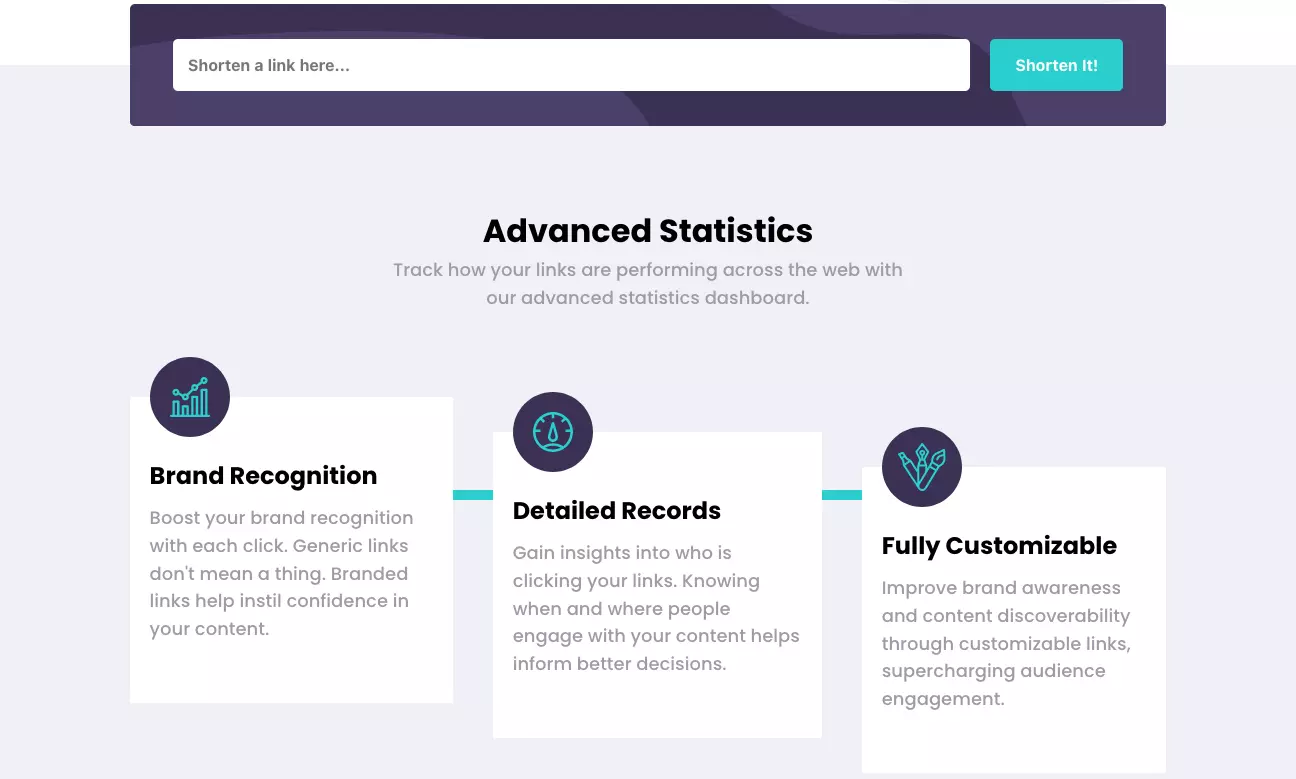 Shorten a link here...
Shorten It!
Advanced Statistics
Track how your links are performing across the web with
our advanced statistics dashboard.
Brand Recognition
Boost your brand recognition
with each click. Generic links
don't mean a thing. Branded
links help instil confidence in
your content.
Detailed Records
Gain insights into who is
clicking your links. Knowing
when and where people
engage with your content helps
inform better decisions.
Fully Customizable
Improve brand awareness
and content discoverability
through customizable links,
supercharging audience
engagement.